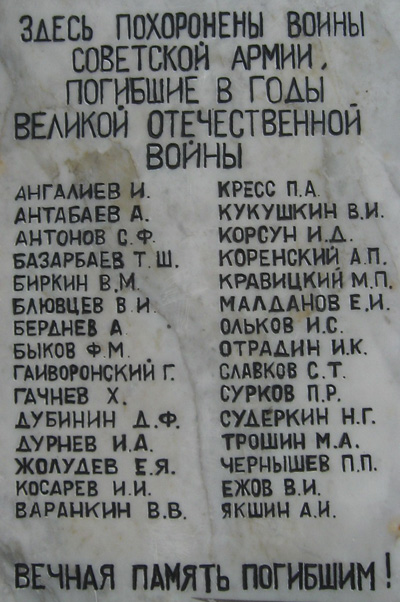 ЗДЕСЬ ПОХОРОНЕНЫ ВОИНЫ
СОВЕТСКОЙ АРМИИ,
ПОГИБШИЕ В ГОДЫ
ВЕЛИКОЙ ОТЕЧЕСТВЕННОЙ
ВОЙНЫ
АНГАЛИЕВ И.
АНТАБАЕВ А.
АНТОНОВ С.Ф.
БАЗАРБАЕВ Т.Ш.
БИРКИН В.М.
БЛЮВЦЕВ В.И
БЕРДНЕВ А.
БЫКОВ Ф.М.
ГАИВОРОНСКИЙ Г.
ГАЧНЕВ Х.
ДУБИНИН Д.Ф.
ДУРНЕВ И.А.
ЖОЛУДЕВ Е.Я.
КОСАРЕВ И.И.
ВАРАНКИН В.В.
КРЕСС П.А.
КУКУШКИН В.И.
КОРСУН И.Д.
КОРЕНСКИЙ А.П.
КРАВИЦКИЙ М.П.
МАЛДАНОВ Е.И.
ОЛЬКОВ И.С.
ОТРАДИН И.К.
СЛАВКОВ С.Т.
СУРКОВ П.Р.
СУДЕРКИН Н.Г.
ТРОШИН М.А.
ЧЕРНЫШЕВ П.П.
ЕЖОВ В.И.
ЯКШИН А.И.
ВЕЧНАЯ ПАМЯТЬ ПОГИБШИМ!